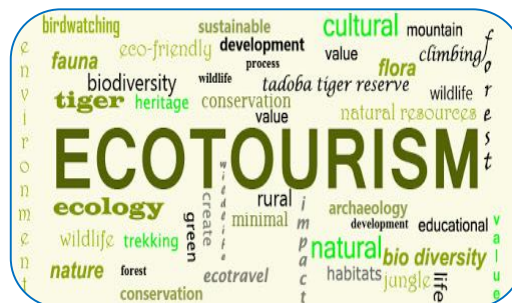 birdwatching
sustainable
cultural
mountain
forest
environment
eco-friendly
development
value
climbing
fauna
process
flora
biodiversity
wildlife
tadoba tiger reserve
wildlife
tiger
heritage
conservation
value
natural resources
ECOTOURISM
wildlife
ecology
create
rural
impact
archaeology
green
minimal
development
educational
value
wildlife
trekking
natural
bio diversity
nature
forest
ecotravel
habitats
jungle
life
conservation